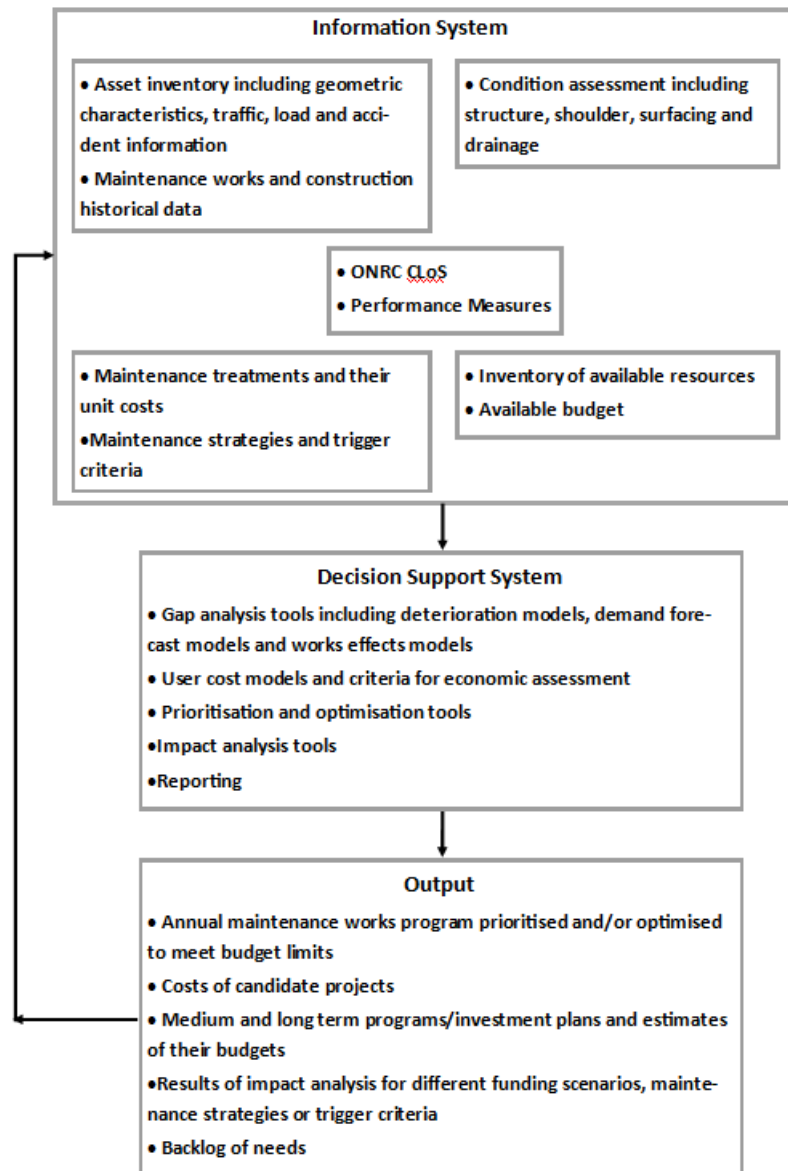 Information System
● Asset inventory including geometric
characteristics, traffic, load and acci-
dent information
● Maintenance works and construction
historical data
● Condition assessment including
structure, shoulder, surfacing and
drainage
● ONRC CLoS
● Performance Measures
● Maintenance treatments and their
unit costs
●Maintenance strategies and trigger
criteria
● Inventory of available resources
● Available budget
Decision Support System
● Gap analysis tools including deterioration models, demand fore-
cast models and works effects models
● User cost models and criteria for economic assessment
● Prioritisation and optimisation tools
●Impact analysis tools
●Reporting
Output
● Annual maintenance works program prioritised and/or optimised
to meet budget limits
● Costs of candidate projects
● Medium and long term programs/investment plans and estimates
of their budgets
●Results of impact analysis for different funding scenarios, mainte-
nance strategies or trigger criteria
● Backlog of needs